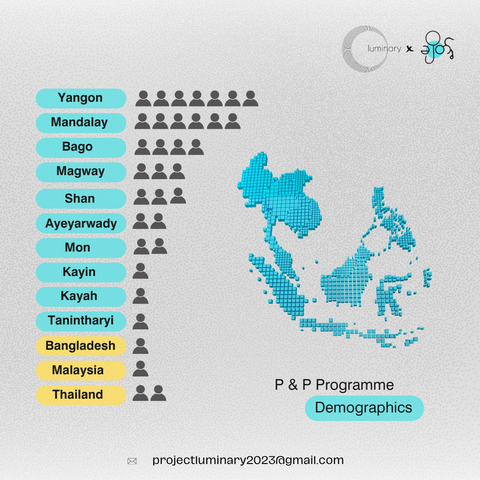 luminary x
Yangon
Mandalay
Bago
Magway
Shan
Ayeyarwady
Mon
Kayin
Kayah
Tanintharyi
Bangladesh
Malaysia
Thailand
P & P Programme
Demographics
projectluminary2023@gmail.com